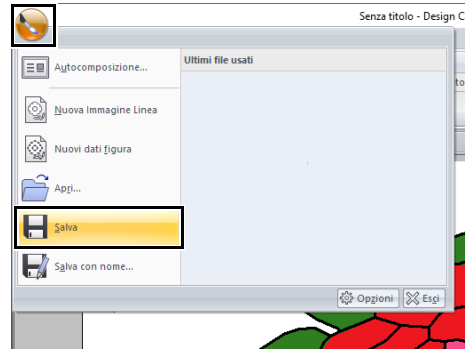 Senza titolo - Design C
Autocomposizione...
Ultimi file usati
Nuova Immagine Linea
Nuovi dati figura
Apri...
Salva
Salva con nome...
Opzioni
Esci
to